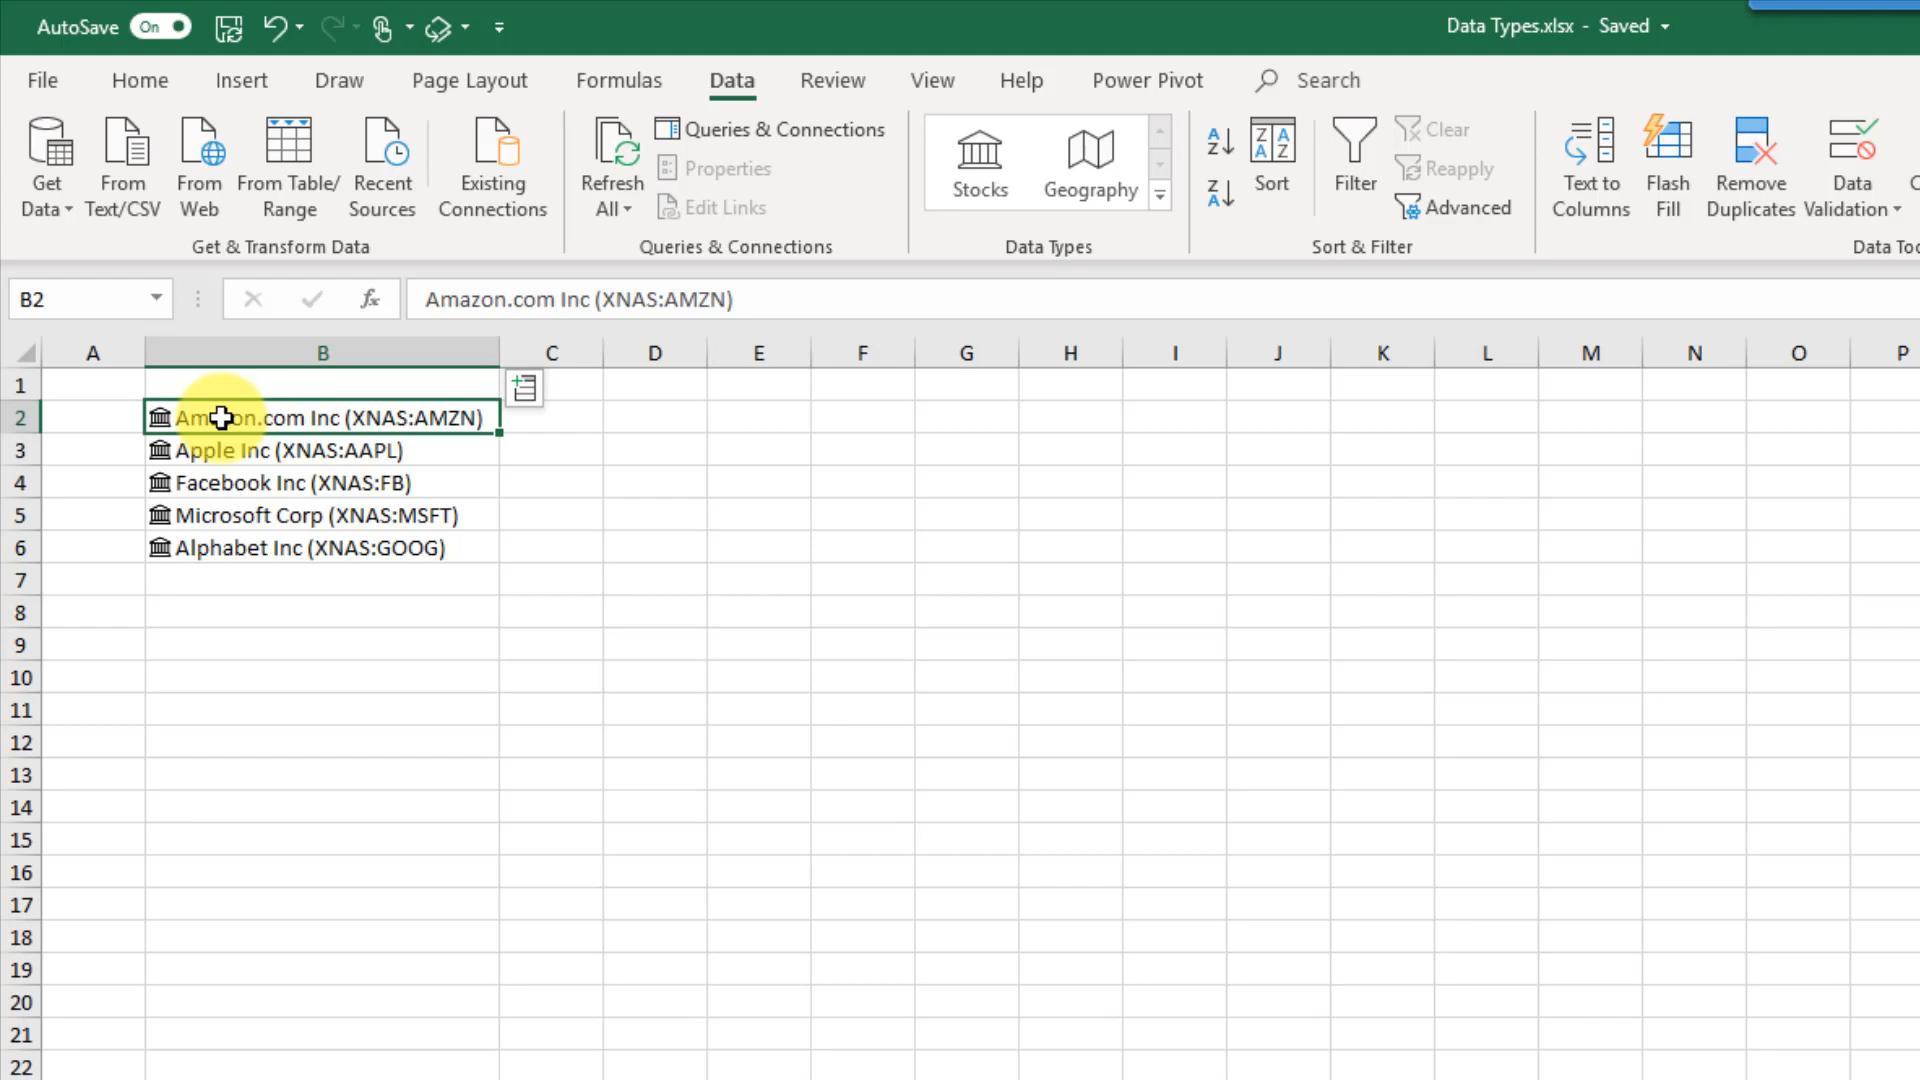 AutoSave On Data Types.xlsx - Saved
File Home Insert Draw Page Layout Formulas Data Review View Help Power Pivot Search
Get Data From Text/CSV From Web From Table/ Range Recent Sources Existing Connections
Get & Transform Data
Refresh All Queries & Connections
Properties
Edit Links
Queries & Connections
Stocks Geography
Data Types
Sort Filter Clear
Reapply
Advanced
Sort & Filter
Text to Columns Flash Fill Remove Duplicates Data Validation
Data
B2 fx Amazon.com Inc (XNAS:AMZN)
A B C D E F G H I J K L M N O P
1
2 Amazon.com Inc (XNAS:AMZN)
3 Apple Inc (XNAS:AAPL)
4 Facebook Inc (XNAS:FB)
5 Microsoft Corp (XNAS:MSFT)
6 Alphabet Inc (XNAS:GOOG)
7
8
9
10
11
12
13
14
15
16
17
18
19
20
21
22